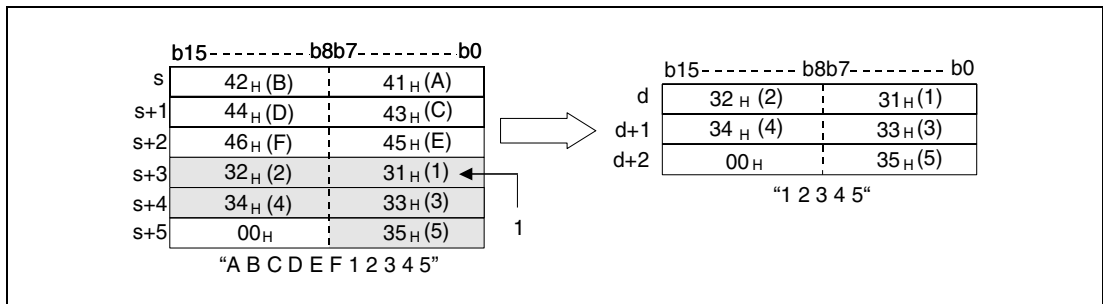 b15-------b8b7-------b0
s 42H(B) 41H(A)
s+1 44H(D) 43H(C)
s+2 46H(F) 45H(E)
s+3 32H(2) 31H(1)
s+4 34H(4) 33H(3)
s+5 00H 35H(5)
1
"A B C D E F 1 2 3 4 5"
b15-------b8b7-------b0
d 32H(2) 31H(1)
d+1 34H(4) 33H(3)
d+2 00H 35H(5)
"1 2 3 4 5"